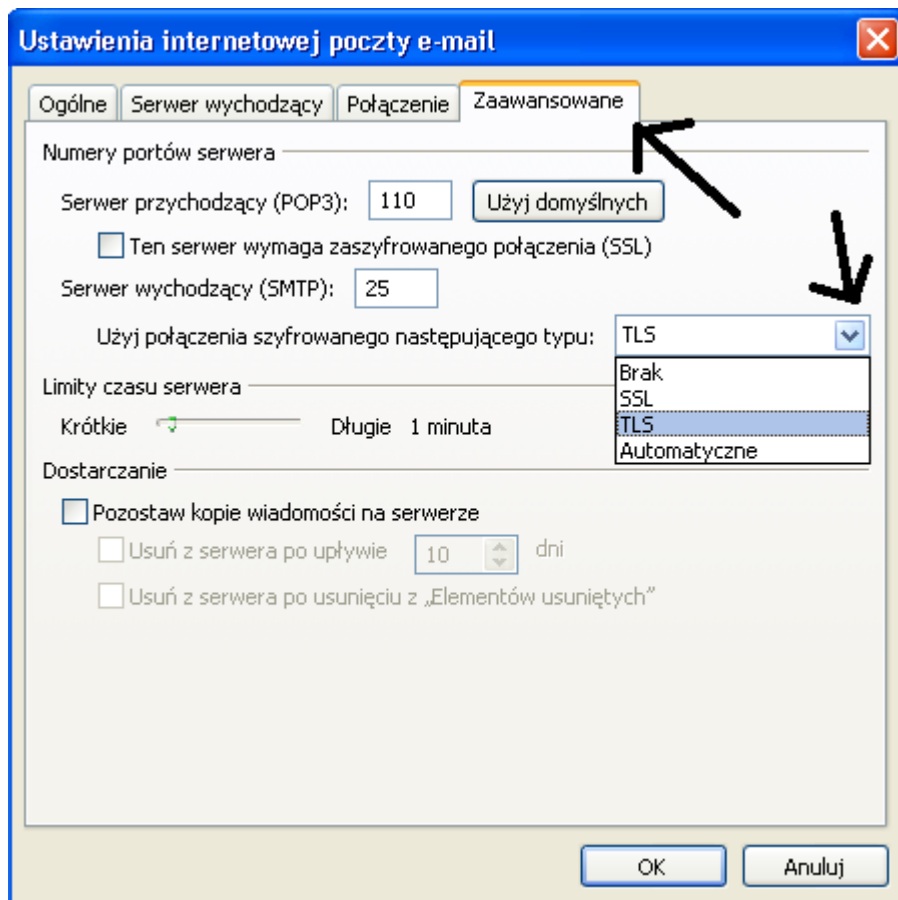 Ustawienia internetowej poczty e-mail
Ogólne Serwer wychodzący Połączenie Zaawansowane
Numery portów serwera
Serwer przychodzący (POP3): 110 Użyj domyślnych
Ten serwer wymaga zaszyfrowanego połączenia (SSL)
Serwer wychodzący (SMTP): 25
Użyj połączenia szyfrowanego następującego typu: TLS
Brak
SSL
TLS
Automatyczne
Limity czasu serwera
Krótkie Długie 1 minuta
Dostarczanie
Pozostaw kopie wiadomości na serwerze
Usuń z serwera po upływie 10 dni
Usuń z serwera po usunięciu z „Elementów usuniętych”
OK Anuluj